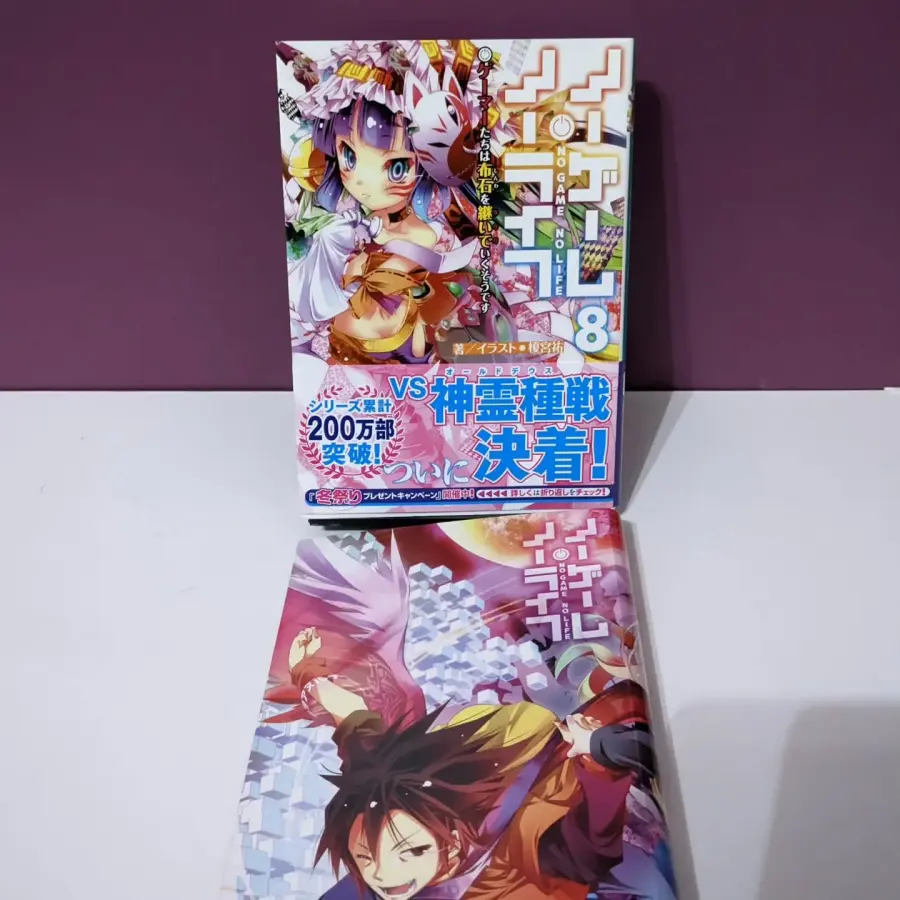 ノーゲーム
NO GAME NO LIFE
ノーライフ
8
ゲーマーたちは布石を継いでいくそうです
ふせき
著／イラスト●榎宮祐
シリーズ累計
200万部
突破!
オールドデウス
VS神霊種戦
ついに決着!
「冬祭りプレゼントキャンペーン」開催中! ◀◀◀◀詳しくは折り返しをチェック!
ノーゲーム
NO GAME NO LIFE
ノーライフ